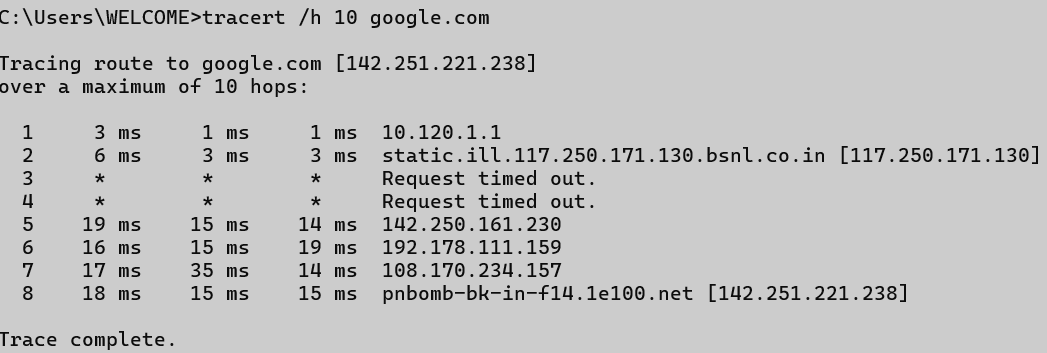 C:\Users\WELCOME>tracert /h 10 google.com
Tracing route to google.com [142.251.221.238]
over a maximum of 10 hops:
1 3 ms 1 ms 1 ms 10.120.1.1
2 6 ms 3 ms 3 ms static.ill.117.250.171.130.bsnl.co.in [117.250.171.130]
3 * * * Request timed out.
4 * * * Request timed out.
5 19 ms 15 ms 14 ms 142.250.161.230
6 16 ms 15 ms 19 ms 192.178.111.159
7 17 ms 35 ms 14 ms 108.170.234.157
8 18 ms 15 ms 15 ms pnbomb-bk-in-f14.1e100.net [142.251.221.238]
Trace complete.